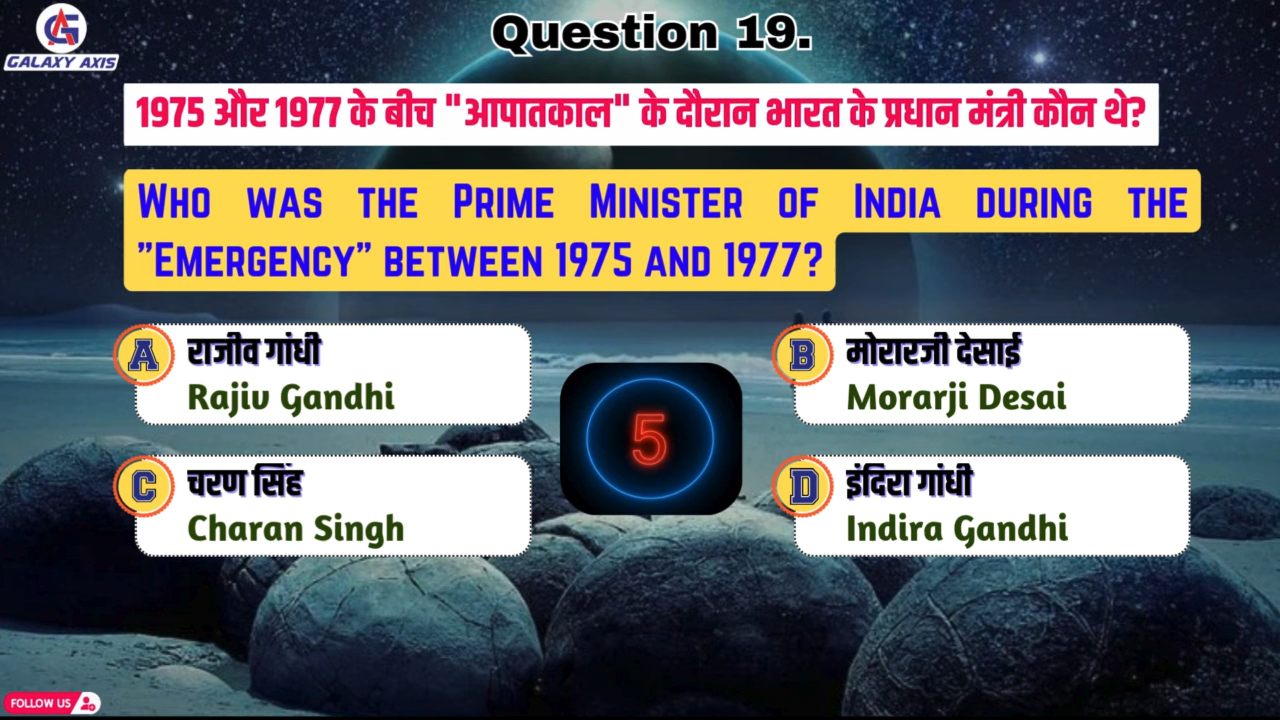 GALAXY AXIS
Question 19.
1975 और 1977 के बीच "आपातकाल" के दौरान भारत के प्रधान मंत्री कौन थे?
WHO WAS THE PRIME MINISTER OF INDIA DURING THE
”EMERGENCY” BETWEEN 1975 AND 1977?
A राजीव गांधी
Rajiv Gandhi
B मोरारजी देसाई
Morarji Desai
5
C चरण सिंह
Charan Singh
D इंदिरा गांधी
Indira Gandhi
FOLLOW US